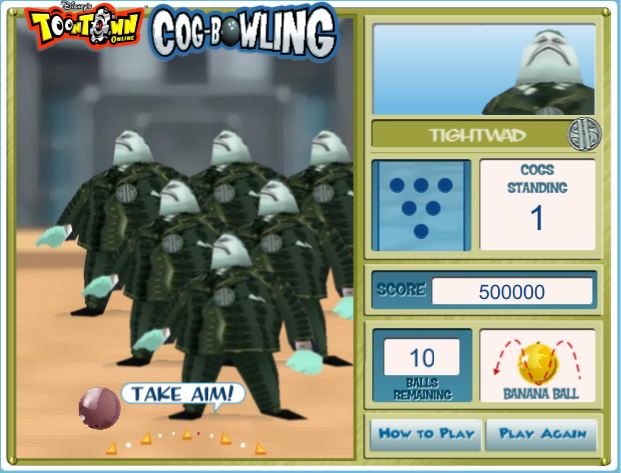 Disney's
TOONTOWN
ONLINE
COG-BOWLING
TIGHTWAD
COGS
STANDING
1
SCORE 500000
10
BALLS
REMAINING
BANANA BALL
TAKE AIM!
HOW TO PLAY PLAY AGAIN